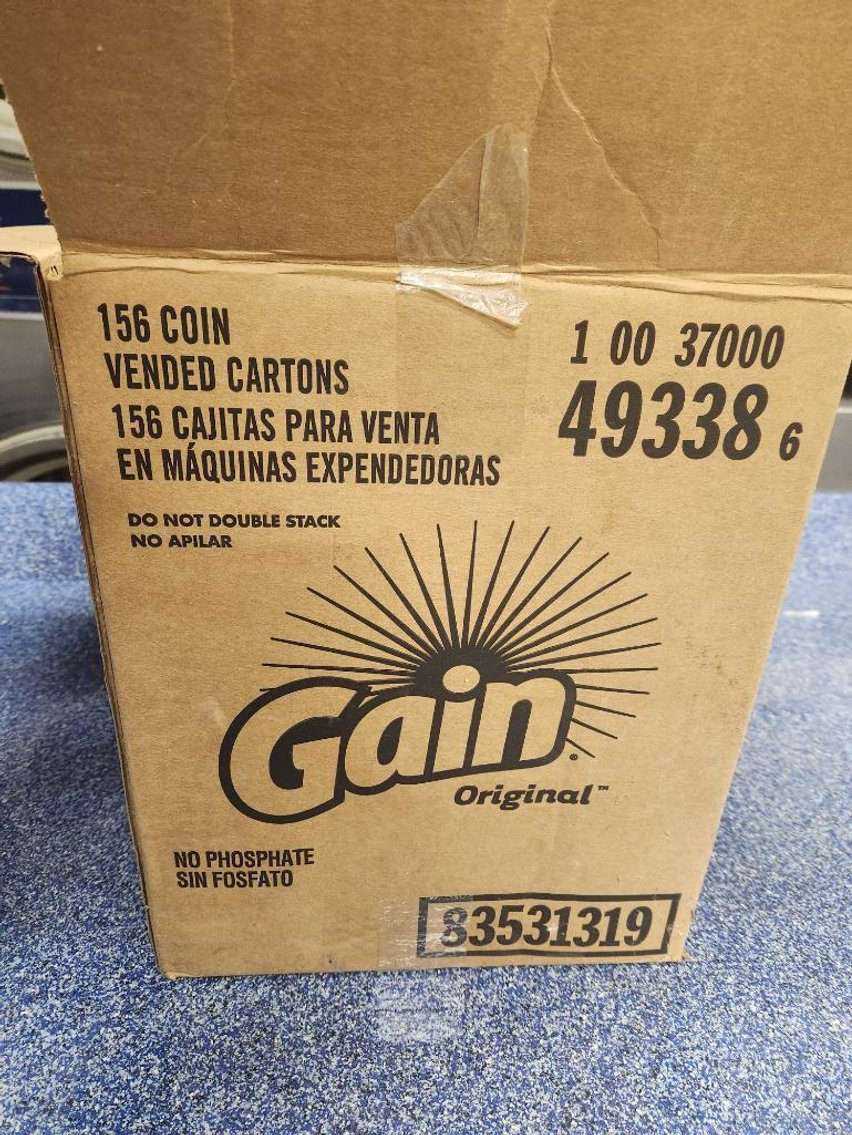 156 COIN
VENDED CARTONS
156 CAJITAS PARA VENTA
EN MÁQUINAS EXPENDEDORAS
1 00 37000
49338 6
DO NOT DOUBLE STACK
NO APILAR
Gain®
Original™
NO PHOSPHATE
SIN FOSFATO
83531319